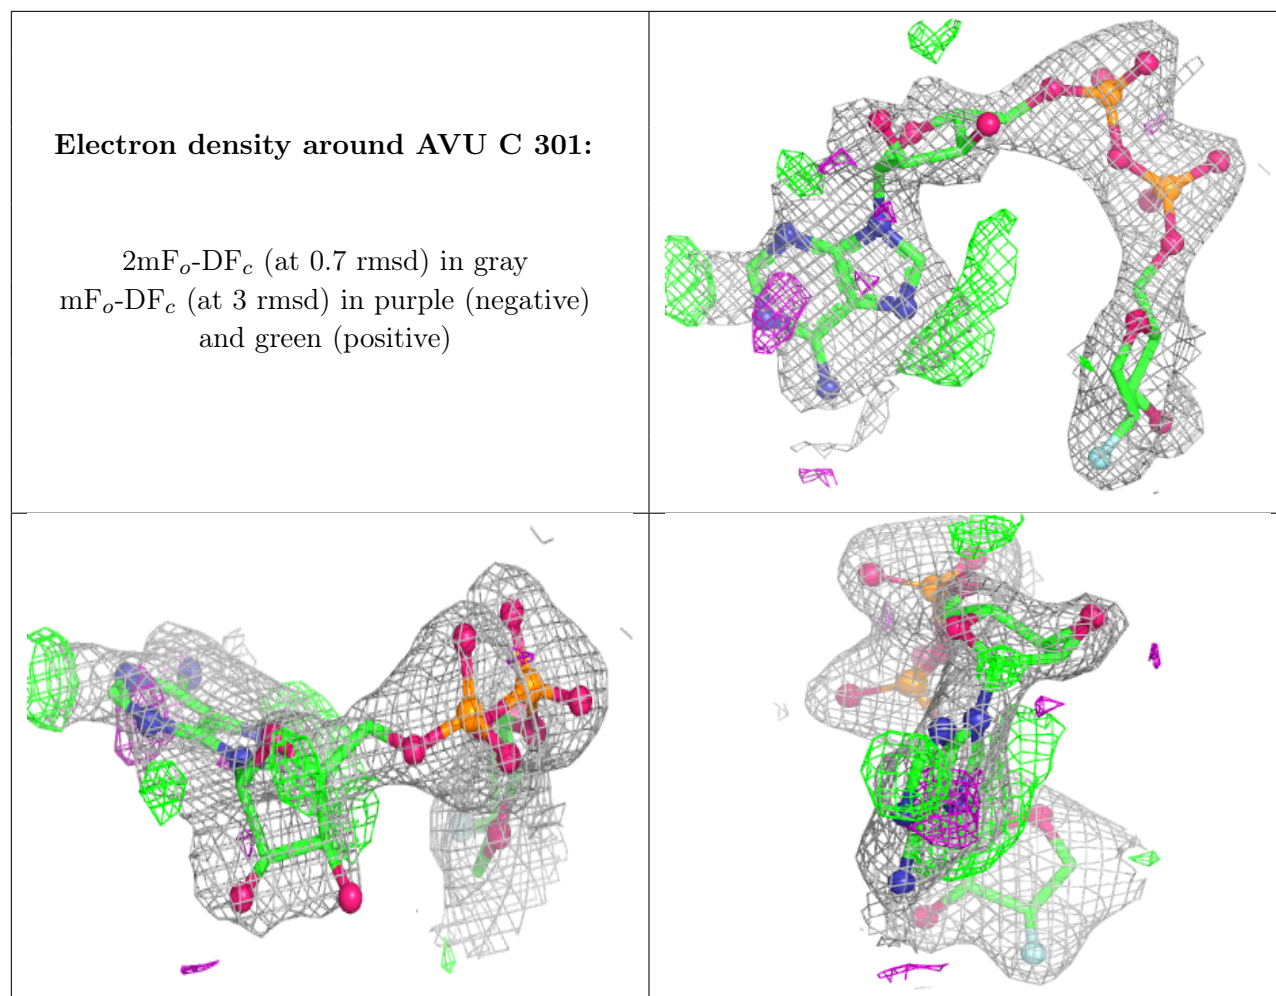 Electron density around AVU C 301:
2mFo-DFc (at 0.7 rmsd) in gray
mFo-DFc (at 3 rmsd) in purple (negative)
and green (positive)